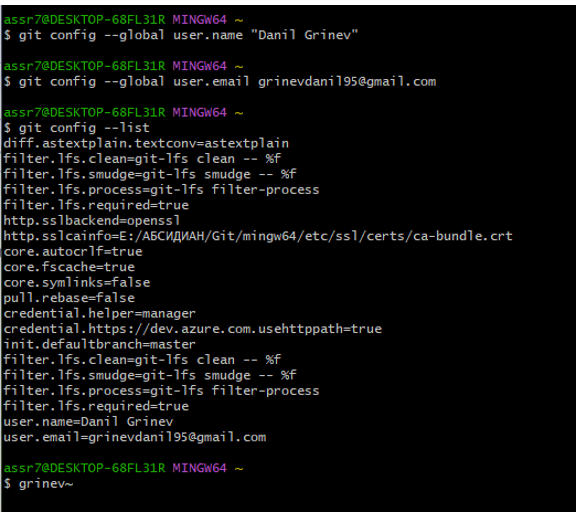 assr7@DESKTOP-68FL31R MINGW64 ~
$ git config --global user.name "Danil Grinev"
assr7@DESKTOP-68FL31R MINGW64 ~
$ git config --global user.email grinevdanil95@gmail.com
assr7@DESKTOP-68FL31R MINGW64 ~
$ git config --list
diff.astextplain.textconv=astextplain
filter.lfs.clean=git-lfs clean -- %f
filter.lfs.smudge=git-lfs smudge -- %f
filter.lfs.process=git-lfs filter-process
filter.lfs.required=true
http.sslbackend=openssl
http.sslcainfo=E:/АБСИДИАН/Git/mingw64/etc/ssl/certs/ca-bundle.crt
core.autocrlf=true
core.fscache=true
core.symlinks=false
pull.rebase=false
credential.helper=manager
credential.https://dev.azure.com.usehttppath=true
init.defaultbranch=master
filter.lfs.clean=git-lfs clean -- %f
filter.lfs.smudge=git-lfs smudge -- %f
filter.lfs.process=git-lfs filter-process
filter.lfs.required=true
user.name=Danil Grinev
user.email=grinevdanil95@gmail.com
assr7@DESKTOP-68FL31R MINGW64 ~
$ grinev~